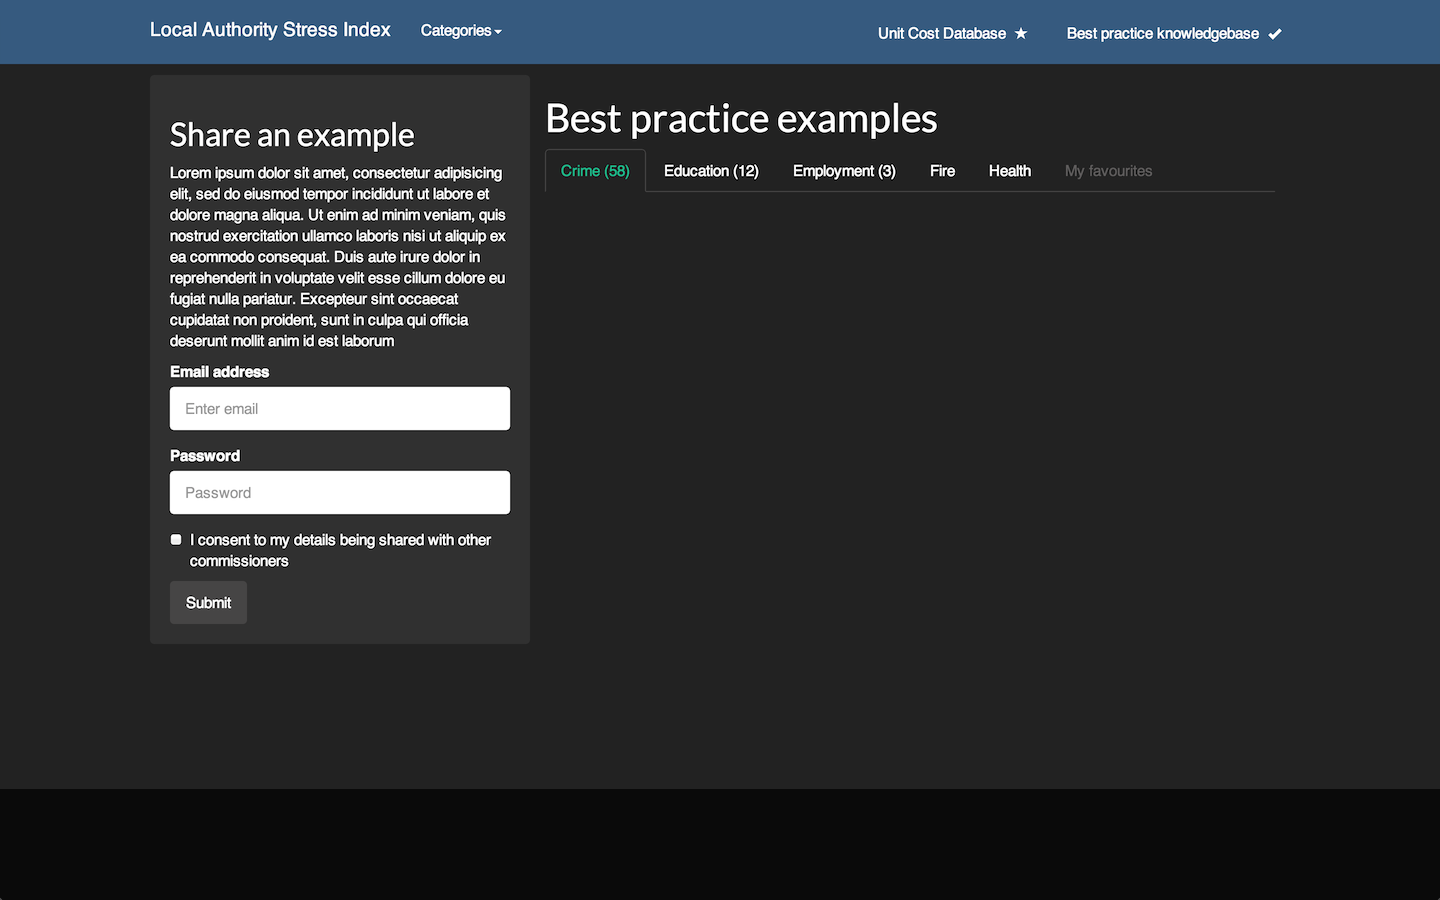 Local Authority Stress Index Categories Unit Cost Database Best practice knowledgebase
Share an example
Lorem ipsum dolor sit amet, consectetur adipisicing
elit, sed do eiusmod tempor incididunt ut labore et
dolore magna aliqua. Ut enim ad minim veniam, quis
nostrud exercitation ullamco laboris nisi ut aliquip ex
ea commodo consequat. Duis aute irure dolor in
reprehenderit in voluptate velit esse cillum dolore eu
fugiat nulla pariatur. Excepteur sint occaecat
cupidatat non proident, sunt in culpa qui officia
deserunt mollit anim id est laborum
Email address
Enter email
Password
Password
I consent to my details being shared with other
commissioners
Submit
Best practice examples
Crime (58) Education (12) Employment (3) Fire Health My favourites